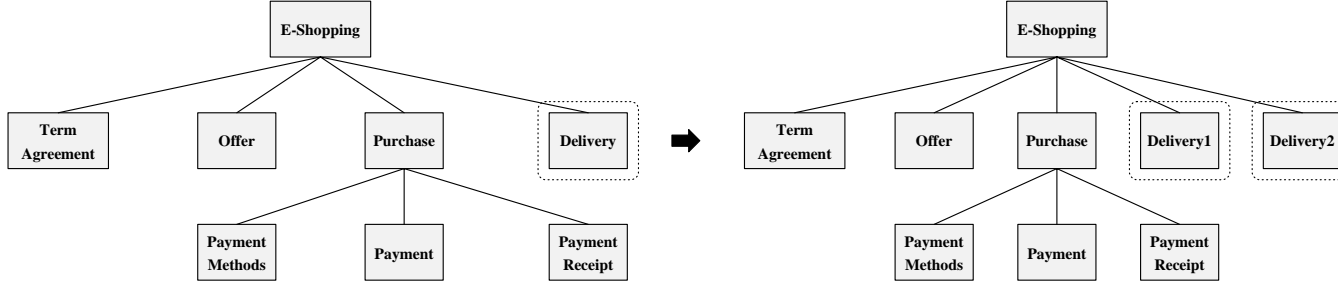 E-Shopping
Term
Agreement
Offer
Purchase
Delivery
Payment
Methods
Payment
Payment
Receipt
E-Shopping
Term
Agreement
Offer
Purchase
Delivery1
Delivery2
Payment
Methods
Payment
Payment
Receipt